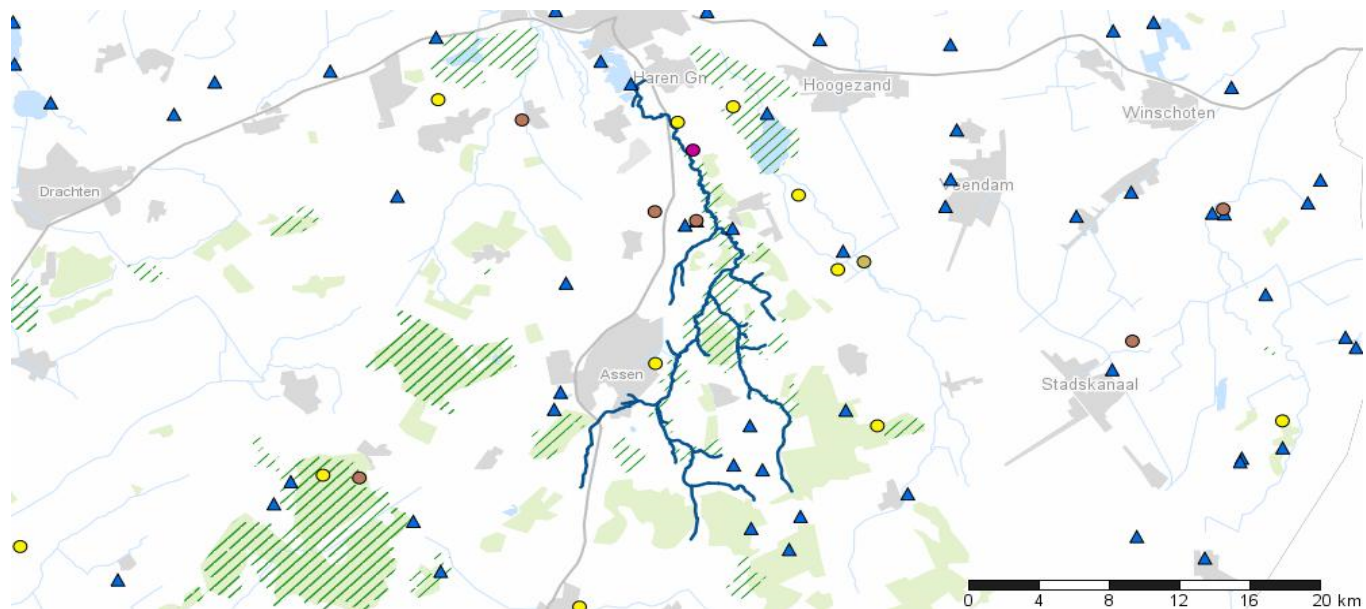 Haren Gn
Hoogezand
Winschoten
Drachten
Veendam
Assen
Stadskanaal
0 4 8 12 16 20 km